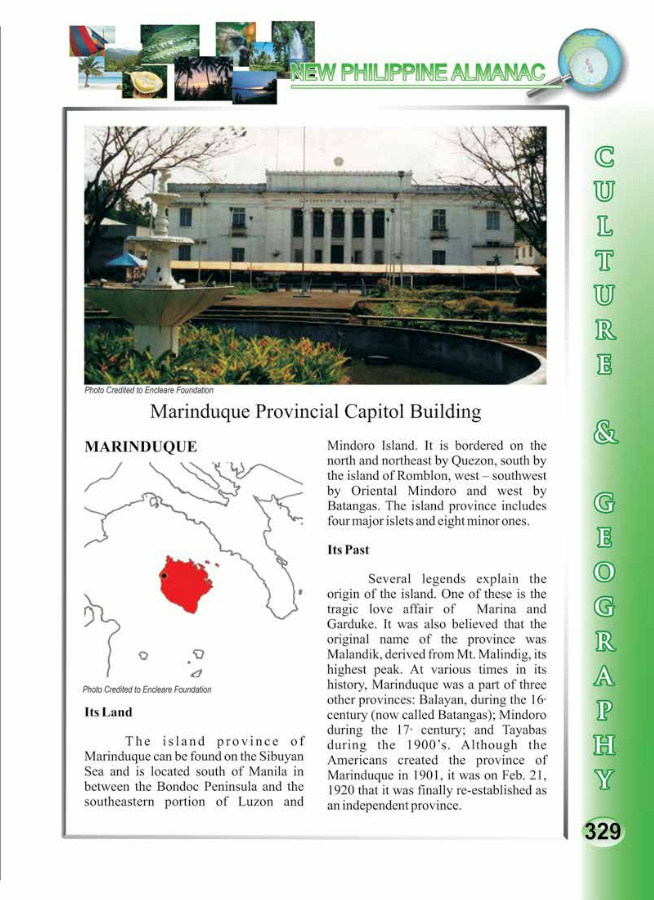 NEW PHILIPPINE ALMANAC
GOVERNMENT OF MARINDUQUE
Photo Credited to Encleare Foundation
Marinduque Provincial Capitol Building
MARINDUQUE
Photo Credited to Encleare Foundation
Its Land
The island province of
Marinduque can be found on the Sibuyan
Sea and is located south of Manila in
between the Bondoc Peninsula and the
southeastern portion of Luzon and
Mindoro Island. It is bordered on the
north and northeast by Quezon, south by
the island of Romblon, west – southwest
by Oriental Mindoro and west by
Batangas. The island province includes
four major islets and eight minor ones.
Its Past
Several legends explain the
origin of the island. One of these is the
tragic love affair of Marina and
Garduke. It was also believed that the
original name of the province was
Malandik, derived from Mt. Malindig, its
highest peak. At various times in its
history, Marinduque was a part of three
other provinces: Balayan, during the 16th
century (now called Batangas); Mindoro
during the 17th century; and Tayabas
during the 1900's. Although the
Americans created the province of
Marinduque in 1901, it was on Feb. 21,
1920 that it was finally re-established as
an independent province.
CULTURE & GEOGRAPHY
329